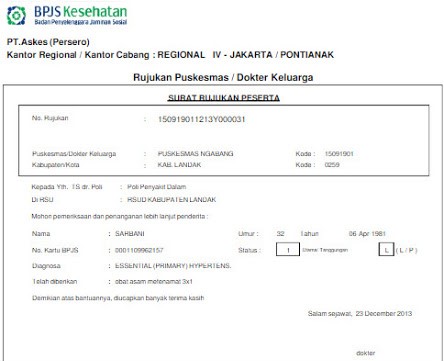 BPJS Kesehatan
Badan Penyelenggara Jaminan Sosial
PT.Askes (Persero)
Kantor Regional / Kantor Cabang : REGIONAL IV - JAKARTA / PONTIANAK
Rujukan Puskesmas / Dokter Keluarga
SURAT RUJUKAN PESERTA
No. Rujukan : 150919011213Y000031
Puskesmas/Dokter Keluarga : PUSKESMAS NGABANG Kode : 15091901
Kabupaten/Kota : KAB. LANDAK Kode : 0259
Kepada Yth. TS dr. Poli : Poli Penyakit Dalam
Di RSU : RSUD KABUPATEN LANDAK
Mohon pemeriksaan dan penanganan lebih lanjut penderita :
Nama : SARBANI Umur : 32 Tahun 06 Apr 1981
No. Kartu BPJS : 0001109962157 Status : 1 Utama Tanggungan L ( L / P )
Diagnosa : ESSENTIAL (PRIMARY) HYPERTENS.
Telah diberikan : obat asam mefenamat 3x1
Demikian atas bantuannya, diucapkan banyak terima kasih
Salam sejawat, 23 December 2013
dokter